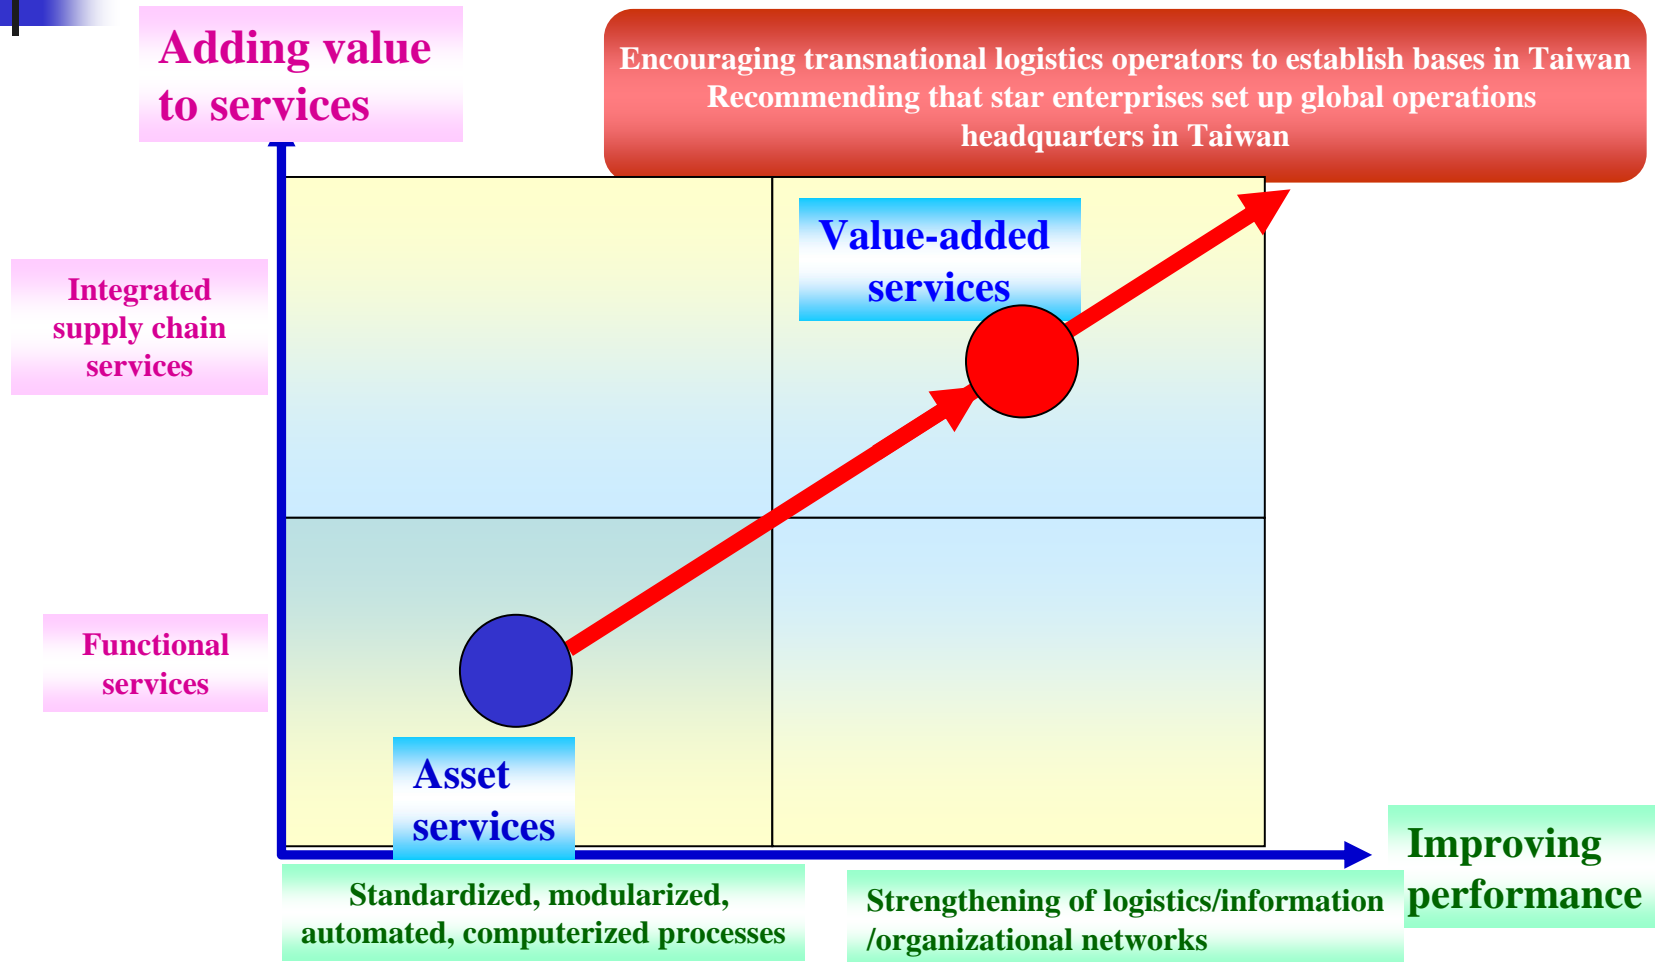 Adding value
to services
Encouraging transnational logistics operators to establish bases in Taiwan
Recommending that star enterprises set up global operations
headquarters in Taiwan
Value-added
services
Integrated
supply chain
services
Functional
services
Asset
services
Improving
performance
Standardized, modularized,
automated, computerized processes
Strengthening of logistics/information
/organizational networks